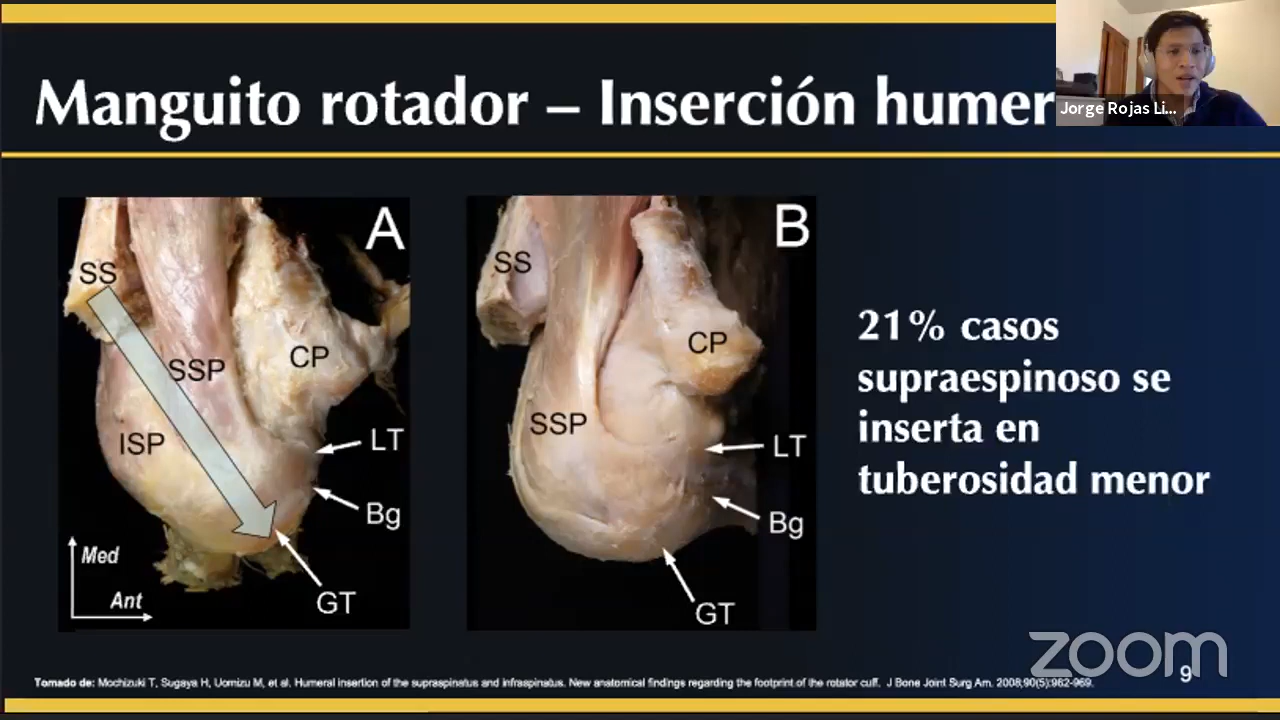 Manguito rotador – Inserción humer
Jorge Rojas Li...
A
SS
SSP
CP
ISP
LT
Bg
GT
Med
Ant
B
SS
CP
SSP
LT
Bg
GT
21% casos
supraespinoso se
inserta en
tuberosidad menor
zoom
9
Tomado de: Mochizuki T, Sugaya H, Uomizu M, et al. Humeral insertion of the supraspinatus and infraspinatus. New anatomical findings regarding the footprint of the rotator cuff. J Bone Joint Surg Am. 2008;90(5):962-969.